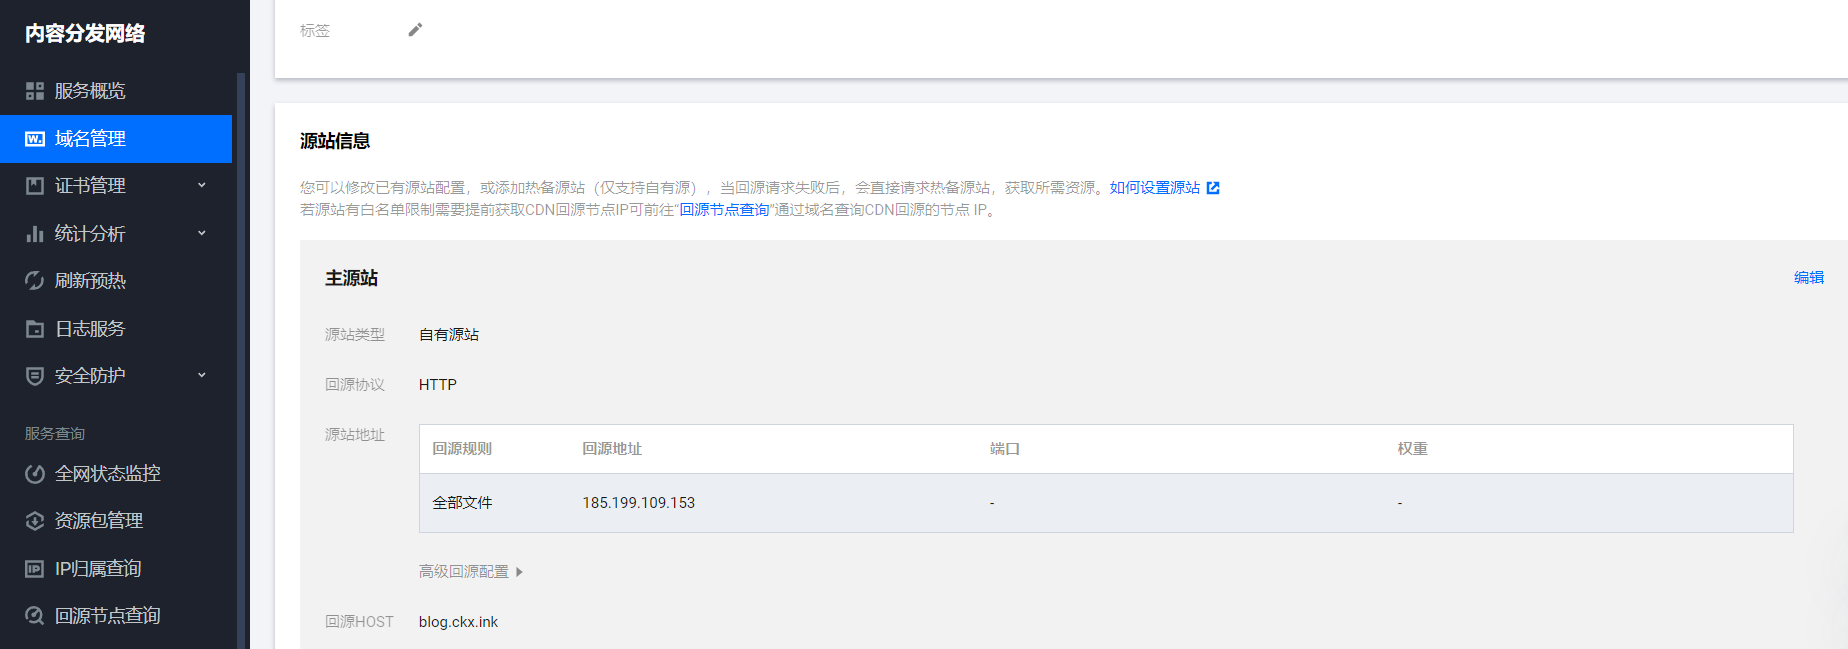 内容分发网络
服务概览
域名管理
证书管理
统计分析
刷新预热
日志服务
安全防护
服务查询
全网状态监控
资源包管理
IP归属查询
回源节点查询
标签
源站信息
您可以修改已有源站配置，或添加热备源站（仅支持自有源），当回源请求失败后，会直接请求热备源站，获取所需资源。如何设置源站
若源站有白名单限制需要提前获取CDN回源节点IP可前往“回源节点查询”通过域名查询CDN回源的节点 IP。
主源站 编辑
源站类型 自有源站
回源协议 HTTP
源站地址 回源规则 回源地址 端口 权重
全部文件 185.199.109.153 - -
高级回源配置
回源HOST blog.ckx.ink